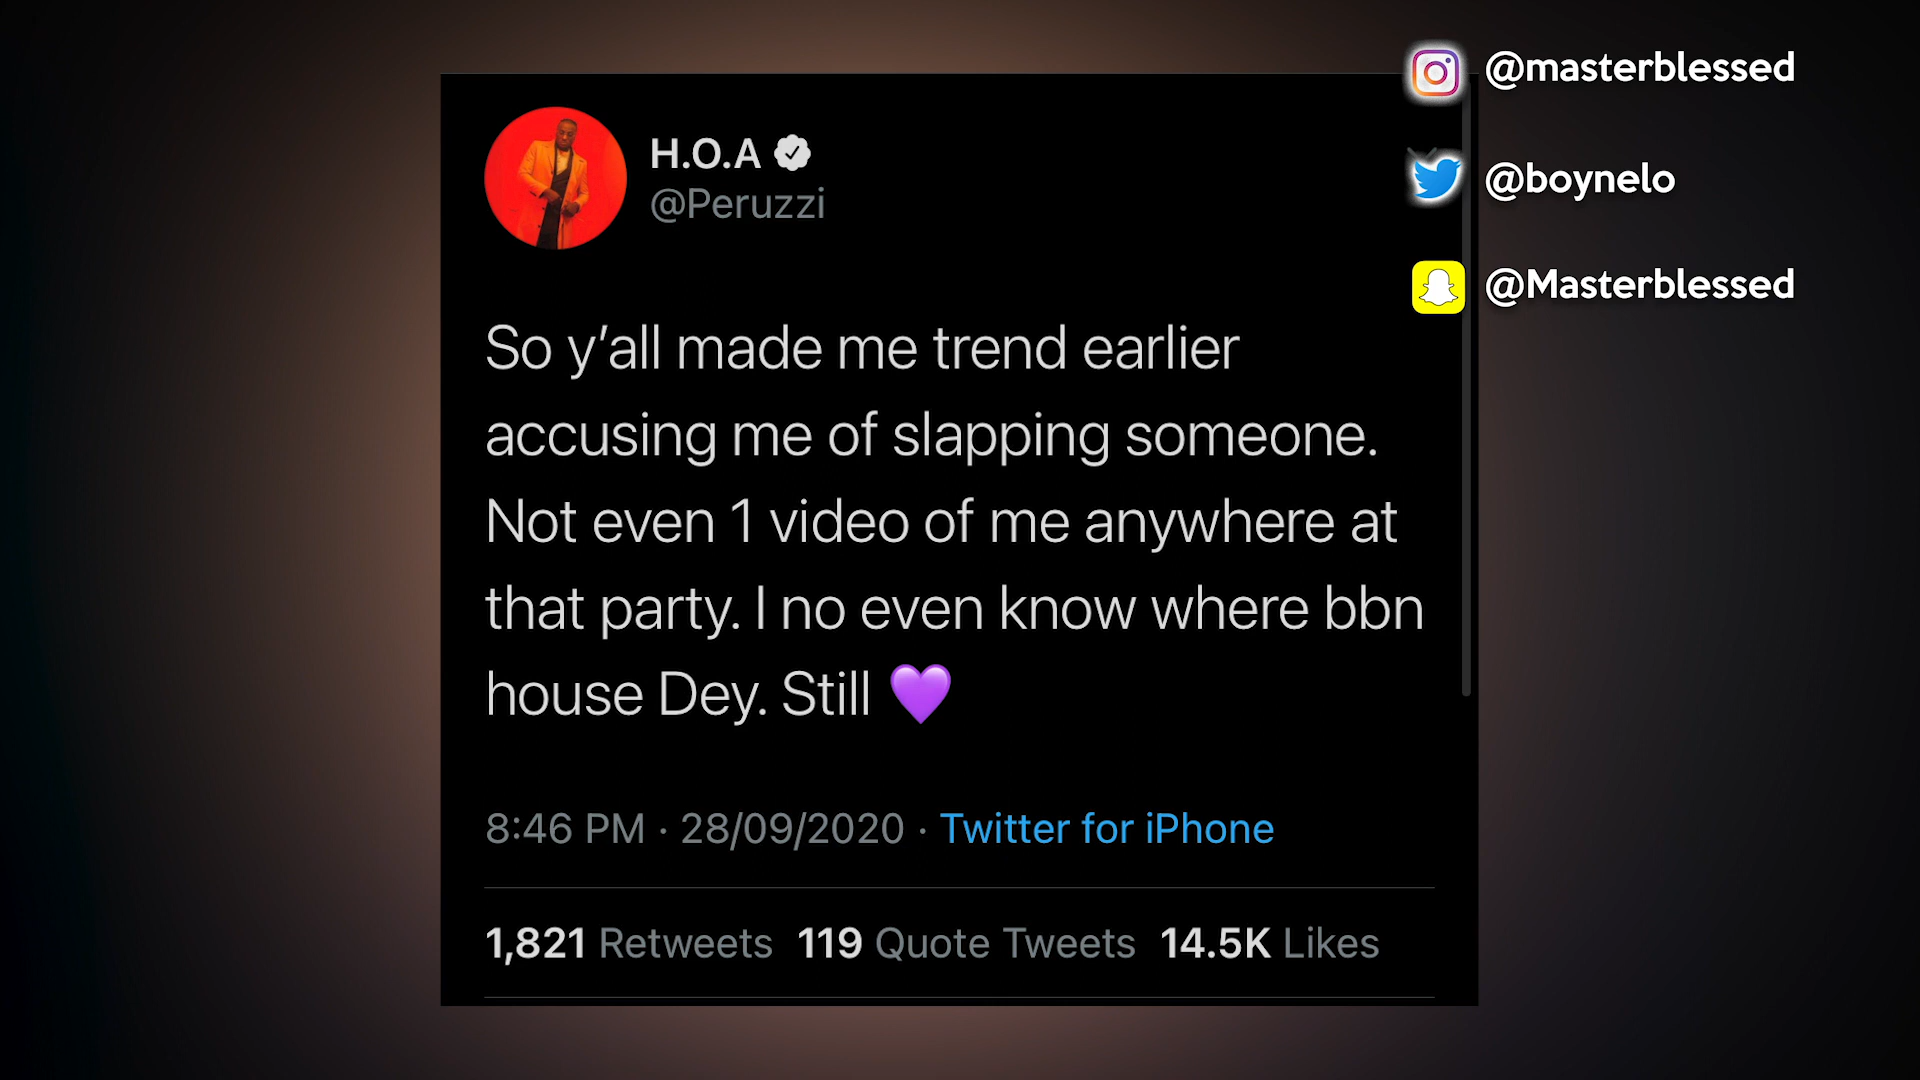 @masterblessed
H.O.A
@Peruzzi
@boynelo
@Masterblessed
So y’all made me trend earlier
accusing me of slapping someone.
Not even 1 video of me anywhere at
that party. I no even know where bbn
house Dey. Still 💜
8:46 PM · 28/09/2020 · Twitter for iPhone
1,821 Retweets 119 Quote Tweets 14.5K Likes